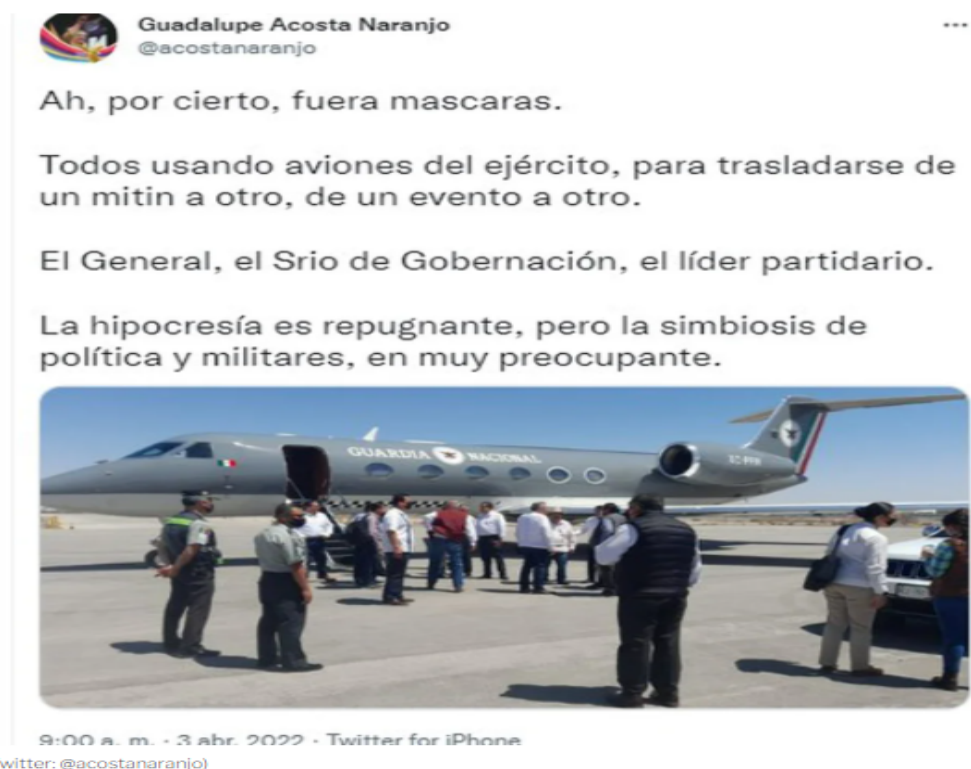 Guadalupe Acosta Naranjo
@acostanaranjo
Ah, por cierto, fuera mascaras.
Todos usando aviones del ejército, para trasladarse de
un mitin a otro, de un evento a otro.
El General, el Srio de Gobernación, el líder partidario.
La hipocresía es repugnante, pero la simbiosis de
política y militares, en muy preocupante.
GUARDIA NACIONAL
9:00 a. m. · 3 abr. 2022 · Twitter for iPhone
witter: @acostanaranjo)